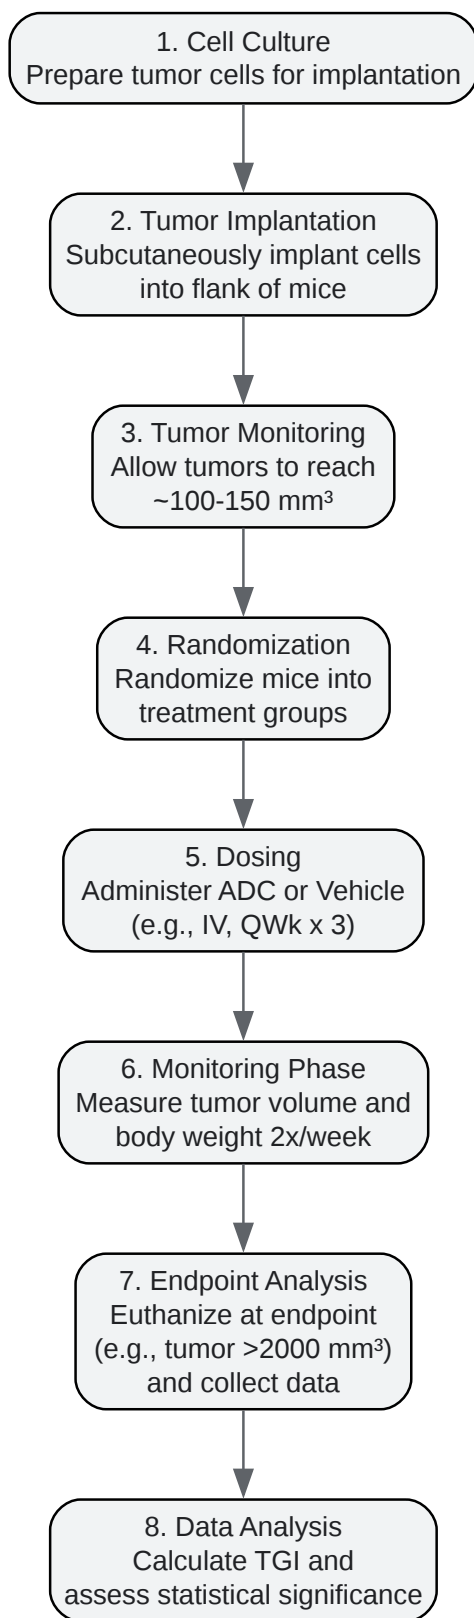 1. Cell Culture
Prepare tumor cells for implantation
2. Tumor Implantation
Subcutaneously implant cells
into flank of mice
3. Tumor Monitoring
Allow tumors to reach
~100-150 mm³
4. Randomization
Randomize mice into
treatment groups
5. Dosing
Administer ADC or Vehicle
(e.g., IV, QWk x 3)
6. Monitoring Phase
Measure tumor volume and
body weight 2x/week
7. Endpoint Analysis
Euthanize at endpoint
(e.g., tumor >2000 mm³)
and collect data
8. Data Analysis
Calculate TGI and
assess statistical significance